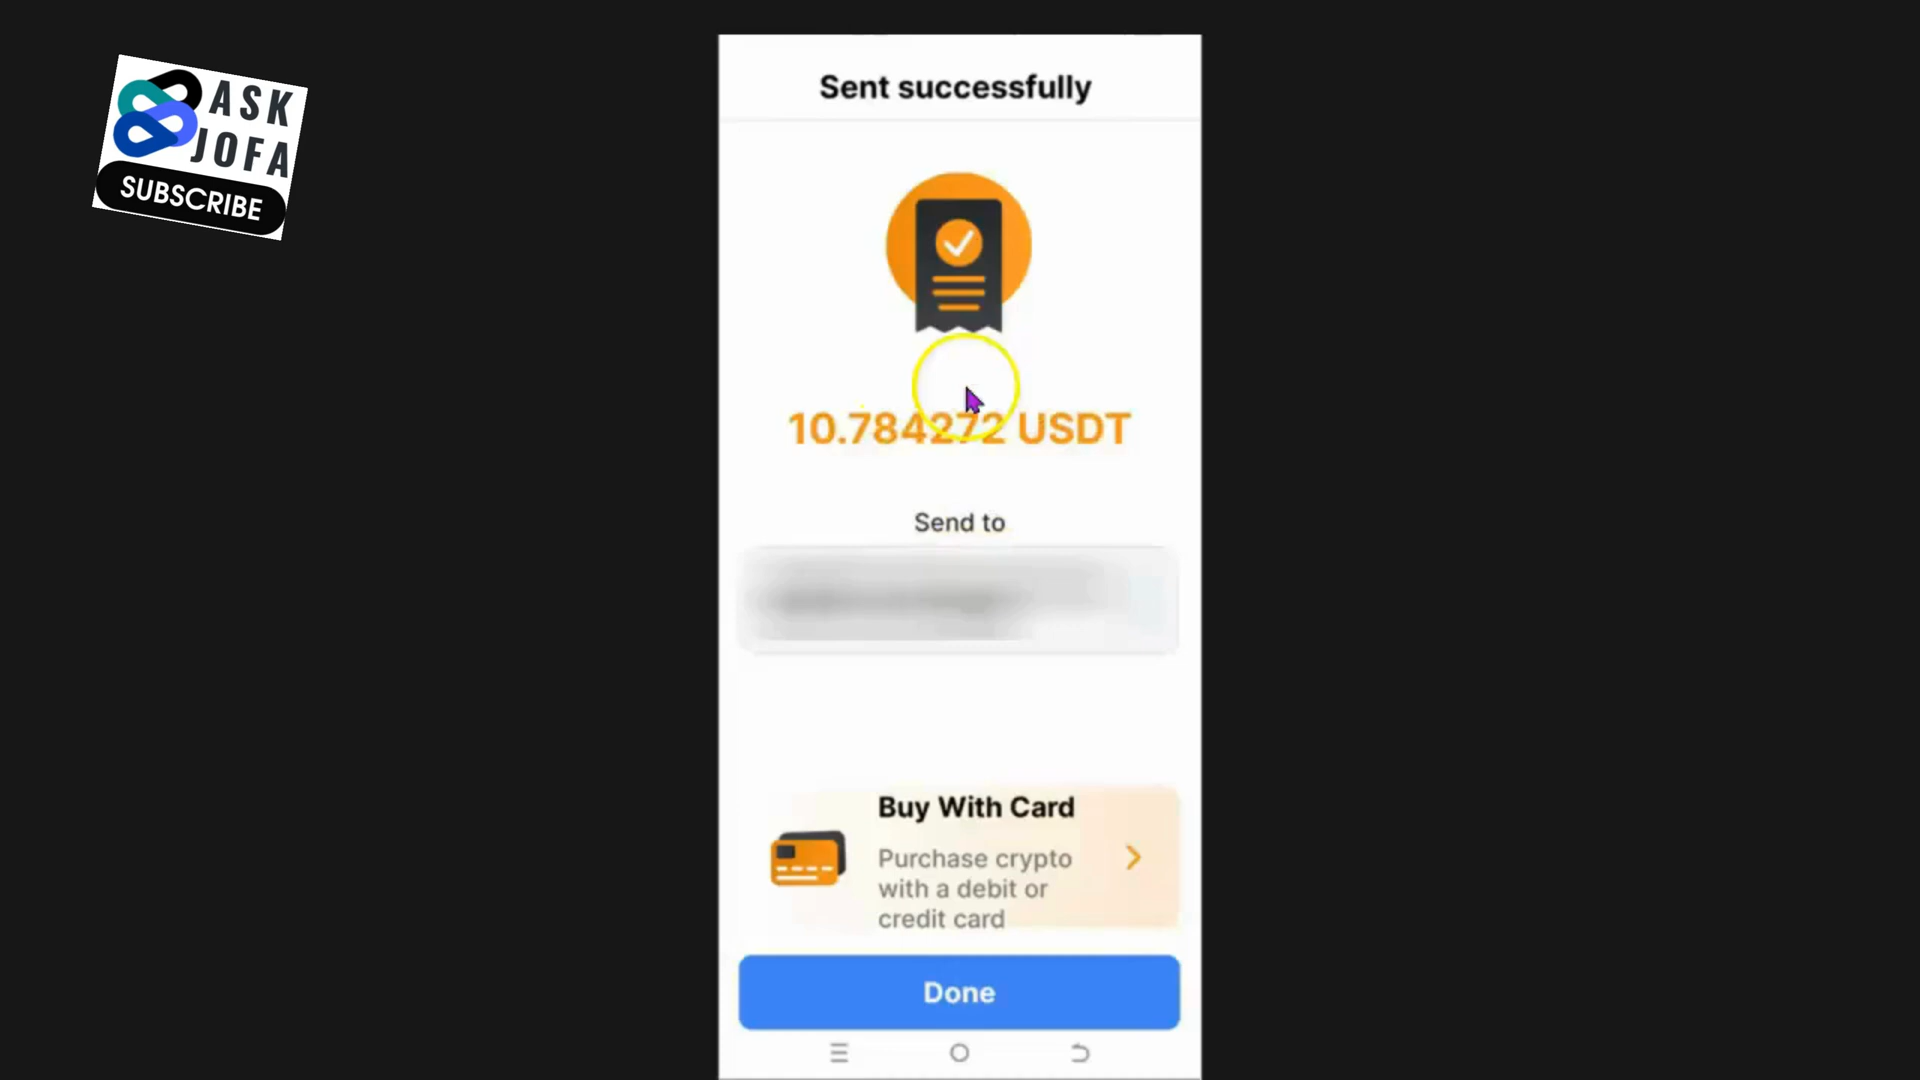 ASK
JOFA
SUBSCRIBE
Sent successfully
10.784272 USDT
Send to
Buy With Card
Purchase crypto
with a debit or
credit card
Done